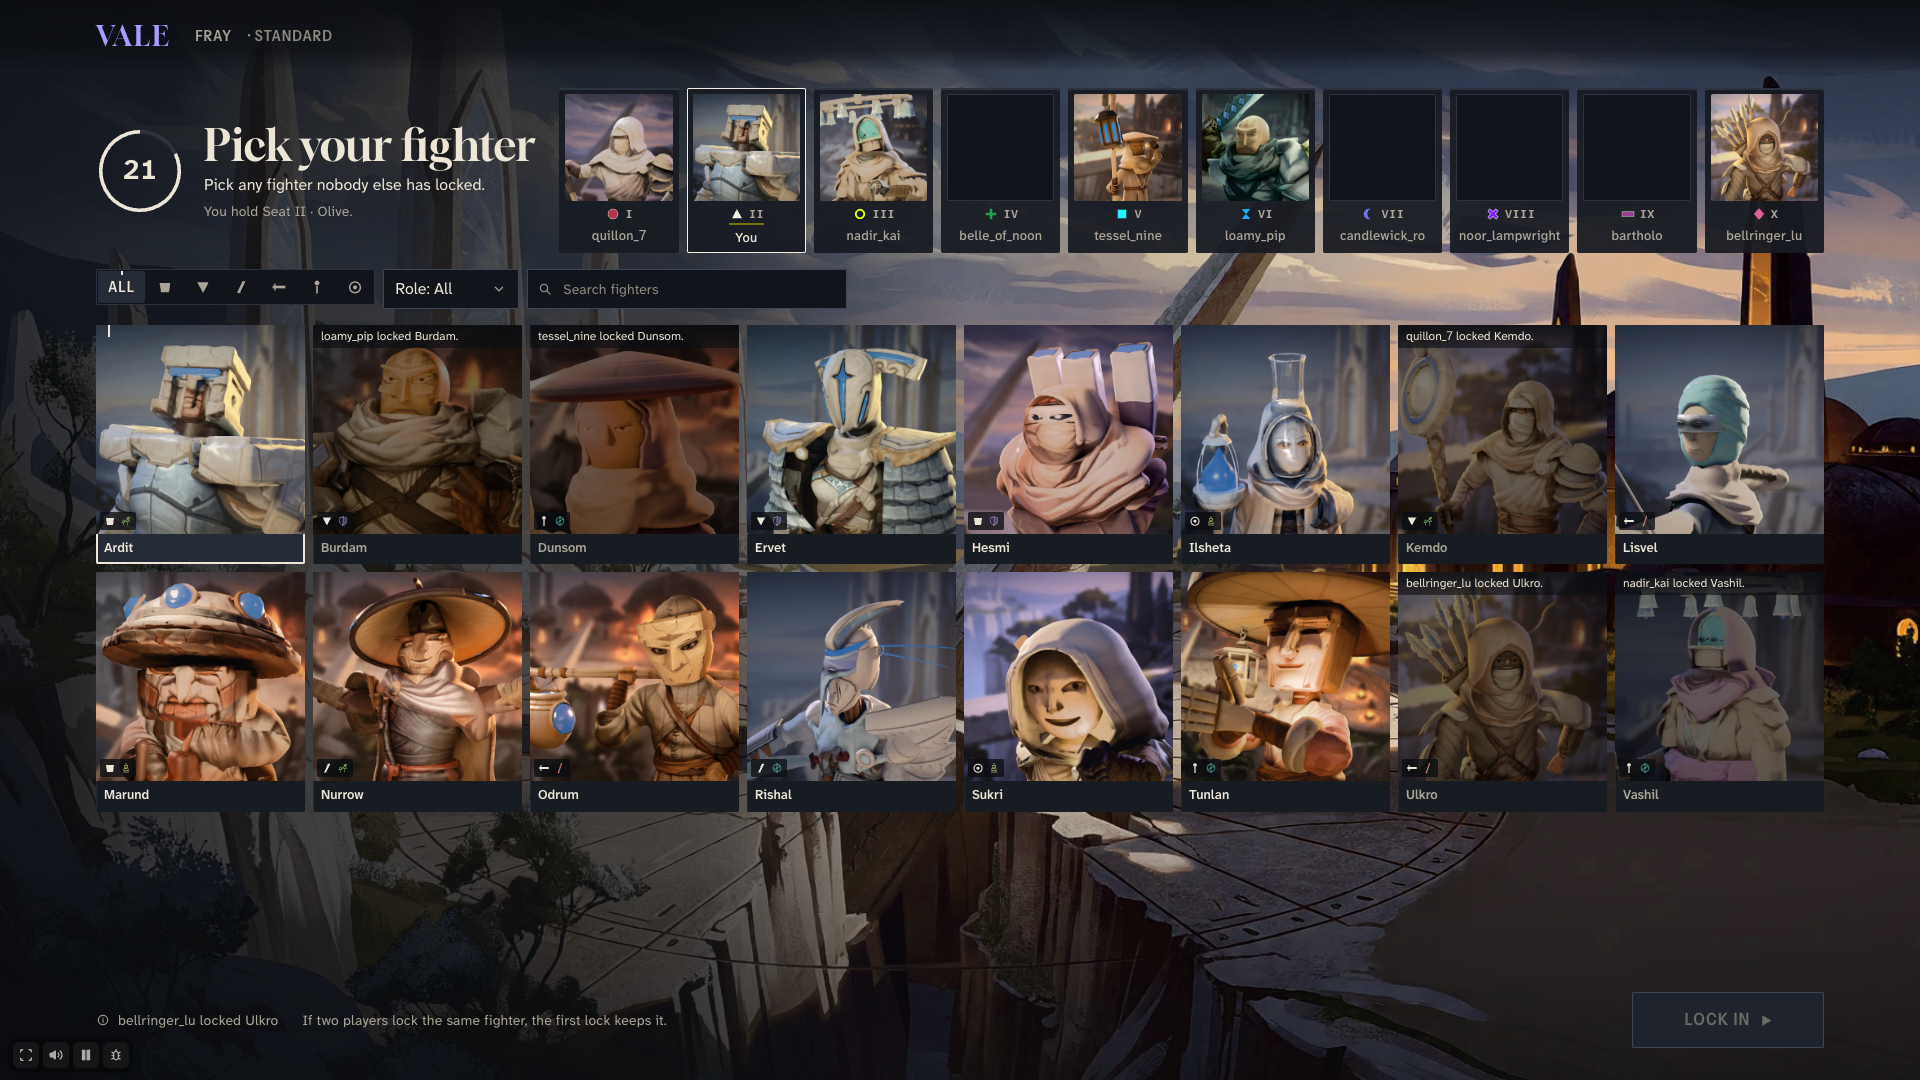 VALE FRAY · STANDARD
21
Pick your fighter
Pick any fighter nobody else has locked.
You hold Seat II · Olive.
I
quillon_7
II
You
III
nadir_kai
IV
belle_of_noon
V
tessel_nine
VI
loamy_pip
VII
candlewick_ro
VIII
noor_lampwright
IX
bartholo
X
bellringer_lu
ALL
Role: All
Search fighters
Ardit
loamy_pip locked Burdam.
Burdam
tessel_nine locked Dunsom.
Dunsom
Ervet
Hesmi
Ilsheta
quillon_7 locked Kemdo.
Kemdo
Lisvel
Marund
Nurrow
Odrum
Rishal
Sukri
Tunlan
bellringer_lu locked Ulkro.
Ulkro
nadir_kai locked Vashil.
Vashil
bellringer_lu locked Ulkro
If two players lock the same fighter, the first lock keeps it.
LOCK IN